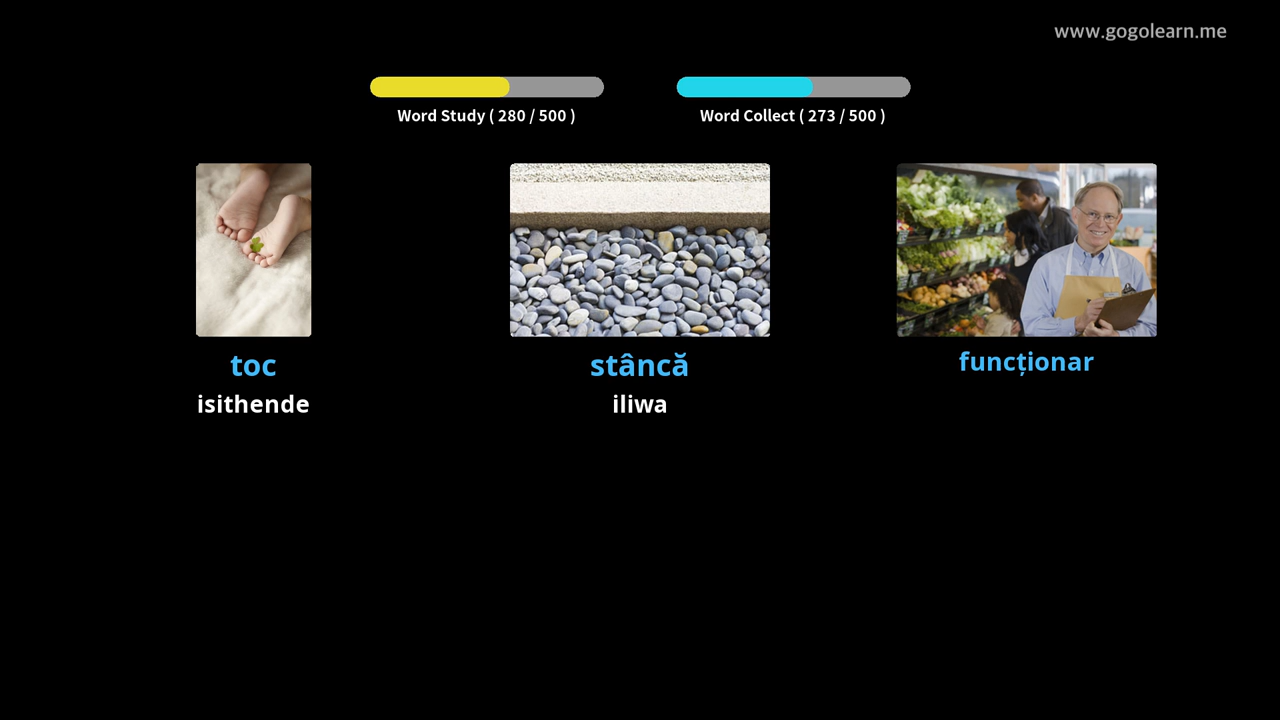 www.gogolearn.me
Word Study ( 280 / 500 )
Word Collect ( 273 / 500 )
toc
isithende
stâncă
iliwa
funcționar